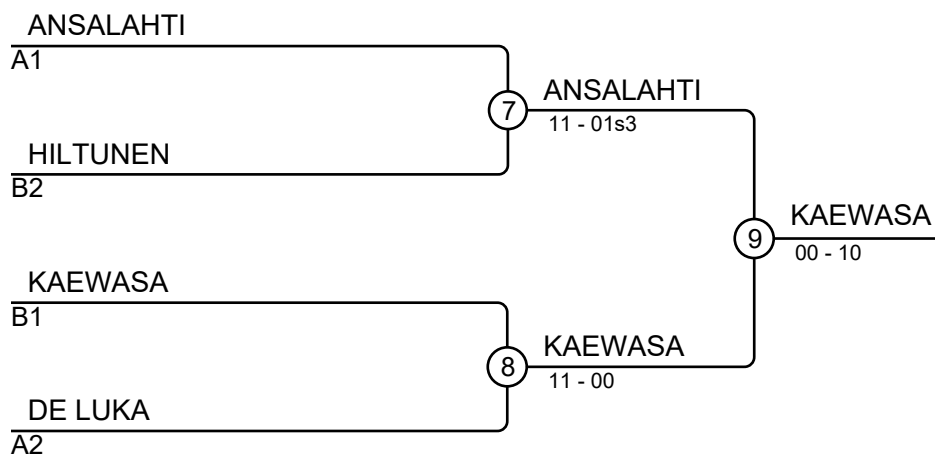 ANSALAHTI
A1
7
ANSALAHTI
11 - 01s3
HILTUNEN
B2
9
KAEWASA
00 - 10
KAEWASA
B1
8
KAEWASA
11 - 00
DE LUKA
A2